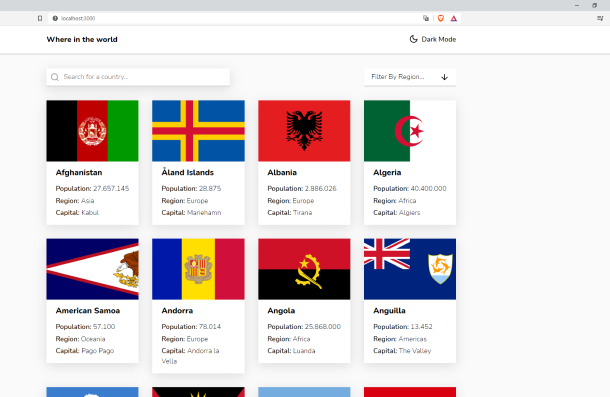 localhost:3000
Where in the world
Dark Mode
Search for a country...
Filter By Region...
Afghanistan
Population: 27.657.145
Region: Asia
Capital: Kabul
Åland Islands
Population: 28.875
Region: Europe
Capital: Mariehamn
Albania
Population: 2.886.026
Region: Europe
Capital: Tirana
Algeria
Population: 40.400.000
Region: Africa
Capital: Algiers
American Samoa
Population: 57.100
Region: Oceania
Capital: Pago Pago
Andorra
Population: 78.014
Region: Europe
Capital: Andorra la
Vella
Angola
Population: 25.868.000
Region: Africa
Capital: Luanda
Anguilla
Population: 13.452
Region: Americas
Capital: The Valley